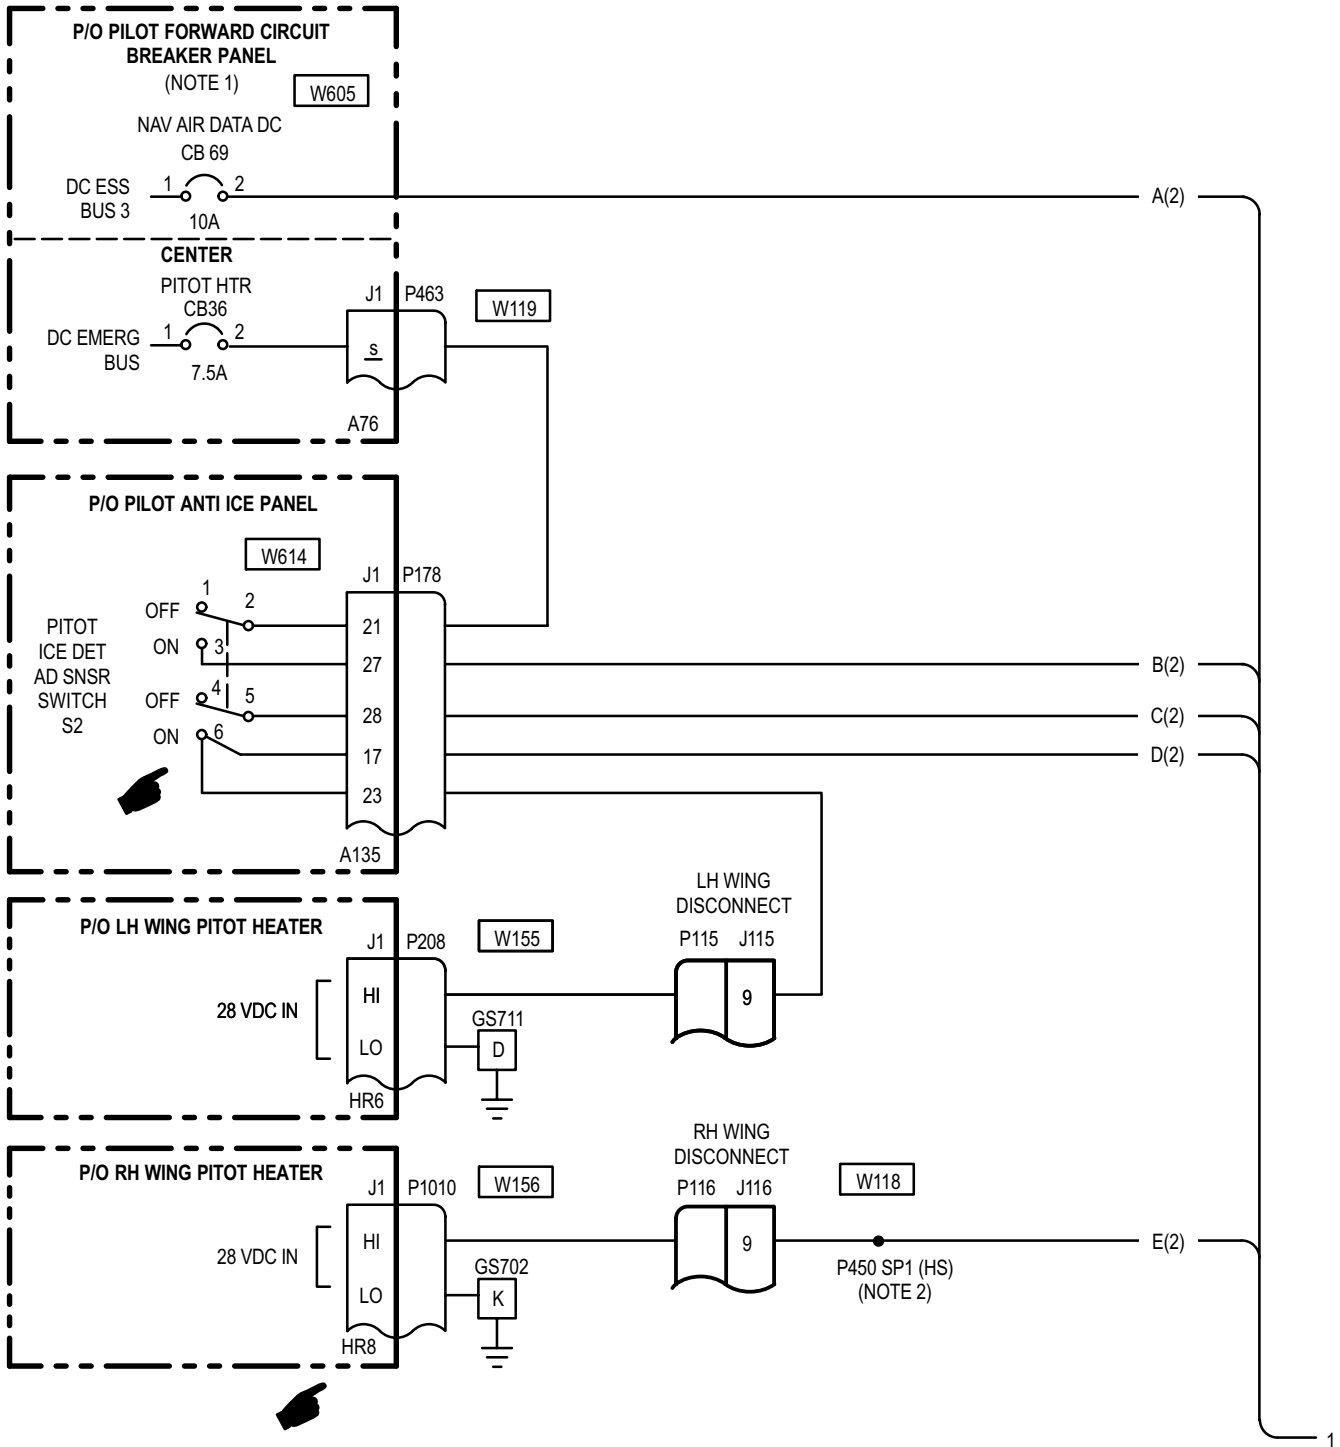 P/O PILOT FORWARD CIRCUIT
BREAKER PANEL
(NOTE 1)
W605
NAV AIR DATA DC
CB 69
DC ESS
BUS 3
1
2
10A
A(2)
CENTER
PITOT HTR
CB36
DC EMERG
BUS
1
2
7.5A
J1
P463
W119
s
A76
P/O PILOT ANTI ICE PANEL
W614
J1
P178
PITOT
ICE DET
AD SNSR
SWITCH
S2
OFF
1
2
21
ON
3
27
B(2)
OFF
4
5
28
C(2)
ON
6
17
D(2)
23
A135
LH WING
DISCONNECT
P/O LH WING PITOT HEATER
J1
P208
W155
P115
J115
28 VDC IN
HI
9
GS711
LO
D
HR6
RH WING
DISCONNECT
P/O RH WING PITOT HEATER
J1
P1010
W156
P116
J116
W118
28 VDC IN
HI
9
E(2)
P450 SP1 (HS)
(NOTE 2)
GS702
LO
K
HR8
1